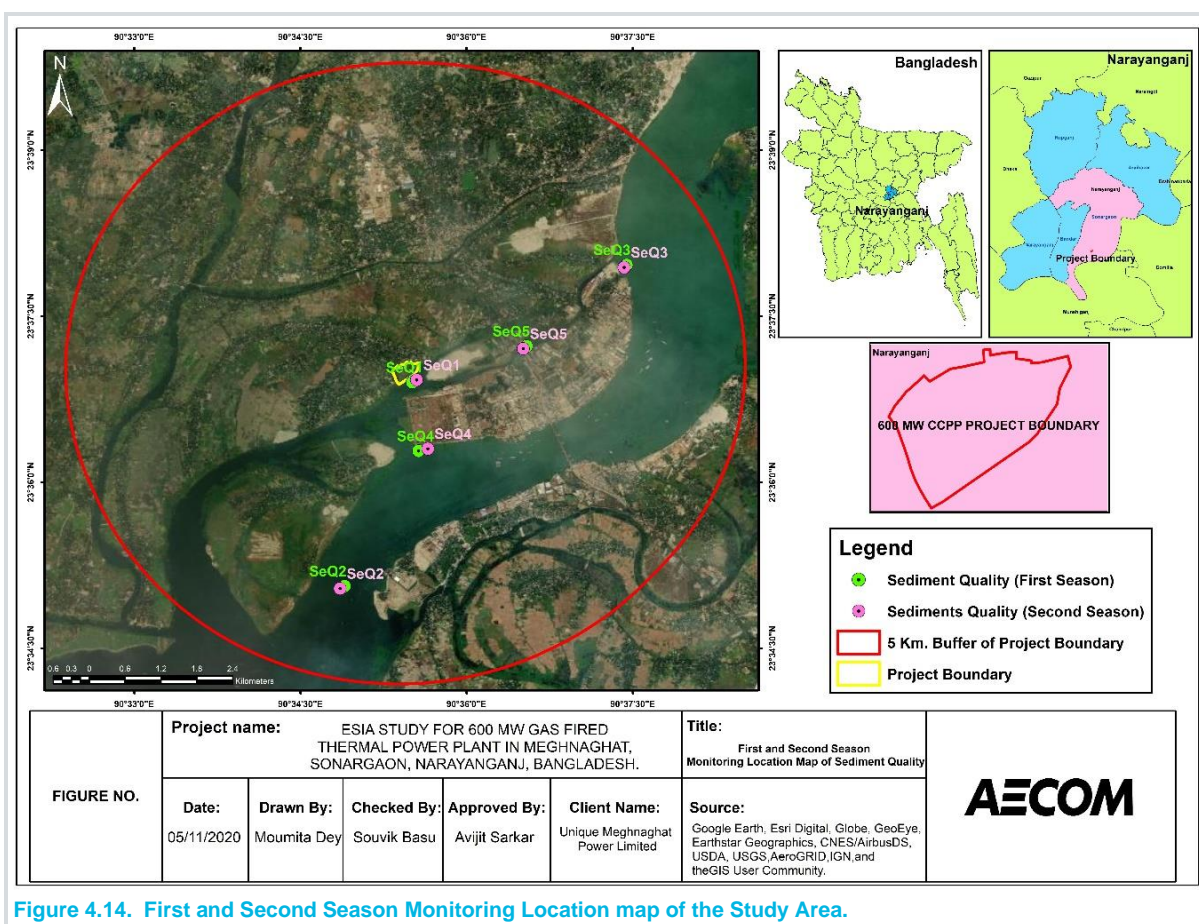 90°33'0"E
90°34'30"E
90°36'0"E
90°37'30"E
N
23°39'0"N
23°37'30"N
23°36'0"N
23°34'30"N
SeQ3 SeQ3
SeQ5 SeQ5
SeQ1
SeQ4 SeQ4
SeQ2 SeQ2
0.6 0.3 0 0.6 1.2 1.8 2.4
Kilometers
90°33'0"E
90°34'30"E
90°36'0"E
90°37'30"E
Bangladesh
Narayanganj
Narayanganj
Gazipur
Narsingdi
Rupganj
Dhaka
Narayanganj
Sonargaon
Bandar
Project Boundary
Comilla
Narayanganj
600 MW CCPP PROJECT BOUNDARY
Legend
Sediment Quality (First Season)
Sediments Quality (Second Season)
5 Km. Buffer of Project Boundary
Project Boundary
FIGURE NO.
Project name: ESIA STUDY FOR 600 MW GAS FIRED
THERMAL POWER PLANT IN MEGHNAGHAT,
SONARGAON, NARAYANGANJ, BANGLADESH.
Title:
First and Second Season
Monitoring Location Map of Sediment Quality
Date:
05/11/2020
Drawn By:
Moumita Dey
Checked By:
Souvik Basu
Approved By:
Avijit Sarkar
Client Name:
Unique Meghnaghat
Power Limited
Source:
Google Earth, Esri Digital, Globe, GeoEye,
Earthstar Geographics, CNES/AirbusDS,
USDA, USGS,AeroGRID,IGN,and
theGIS User Community.
AECOM
Figure 4.14. First and Second Season Monitoring Location map of the Study Area.